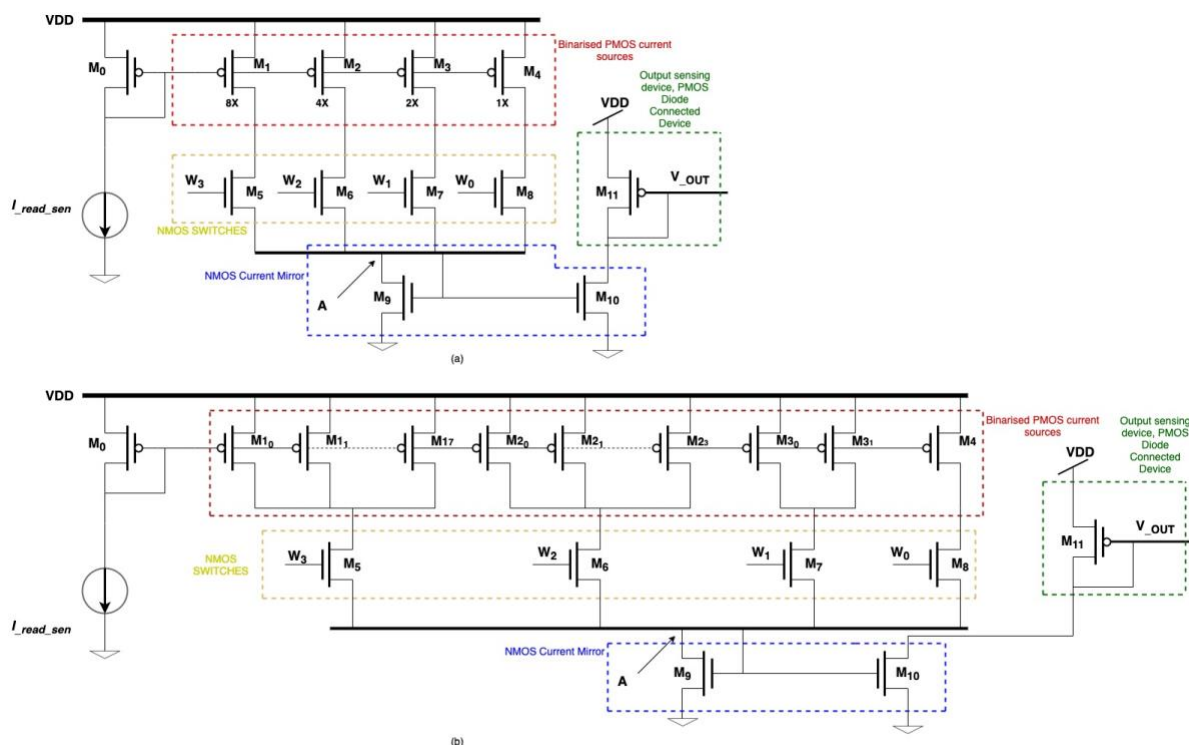 VDD
M0
M1
M2
M3
M4
8X
4X
2X
1X
Binarised PMOS current
sources
Output sensing
device, PMOS
Diode
Connected
Device
VDD
M11
V_OUT
W3
W2
W1
W0
M5
M6
M7
M8
NMOS SWITCHES
I_read_sen
NMOS Current Mirror
A
M9
M10
(a)
VDD
M0
M10
M11
M17
M20
M21
M23
M30
M31
M4
Binarised PMOS current
sources
Output sensing
device, PMOS
Diode
Connected
Device
VDD
M11
V_OUT
NMOS
SWITCHES
W3
W2
W1
W0
M5
M6
M7
M8
I_read_sen
NMOS Current Mirror
A
M9
M10
(b)